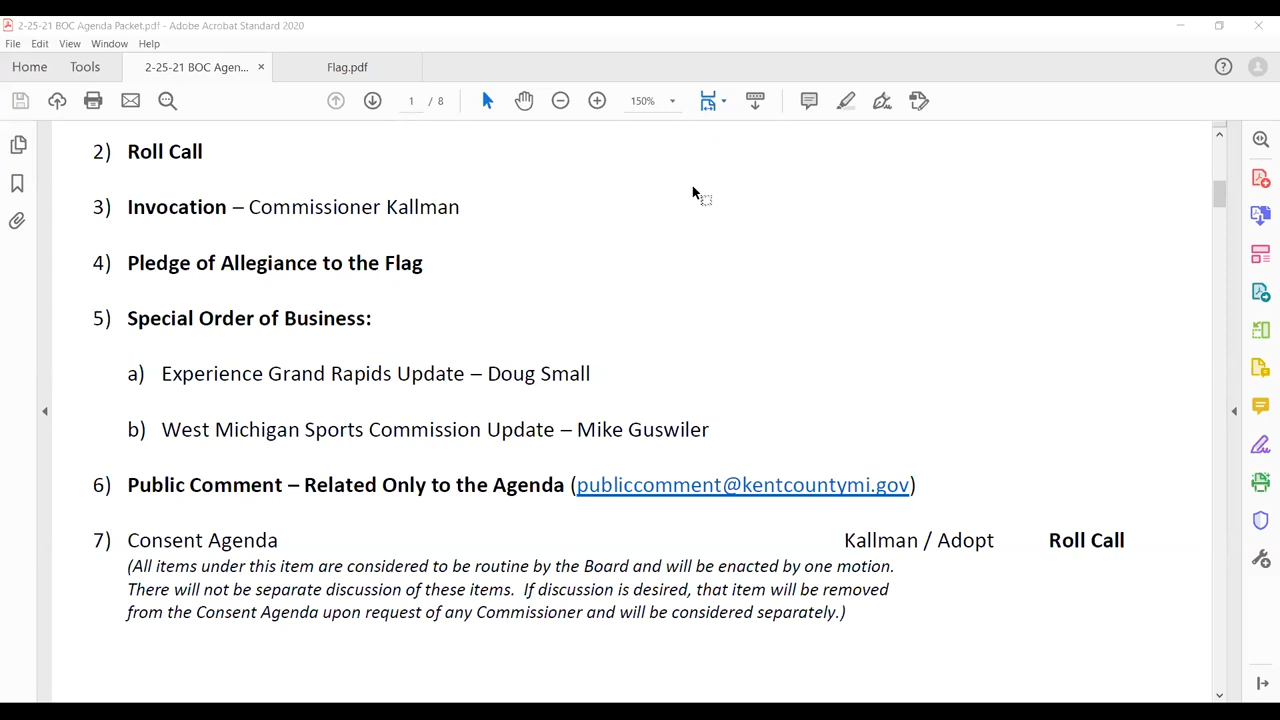 2-25-21 BOC Agenda Packet.pdf - Adobe Acrobat Standard 2020
File Edit View Window Help
Home Tools 2-25-21 BOC Agen... × Flag.pdf
1 / 8 150%
2) Roll Call
3) Invocation – Commissioner Kallman
4) Pledge of Allegiance to the Flag
5) Special Order of Business:
a) Experience Grand Rapids Update – Doug Small
b) West Michigan Sports Commission Update – Mike Guswiler
6) Public Comment – Related Only to the Agenda (publiccomment@kentcountymi.gov)
7) Consent Agenda Kallman / Adopt Roll Call
(All items under this item are considered to be routine by the Board and will be enacted by one motion.
There will not be separate discussion of these items. If discussion is desired, that item will be removed
from the Consent Agenda upon request of any Commissioner and will be considered separately.)